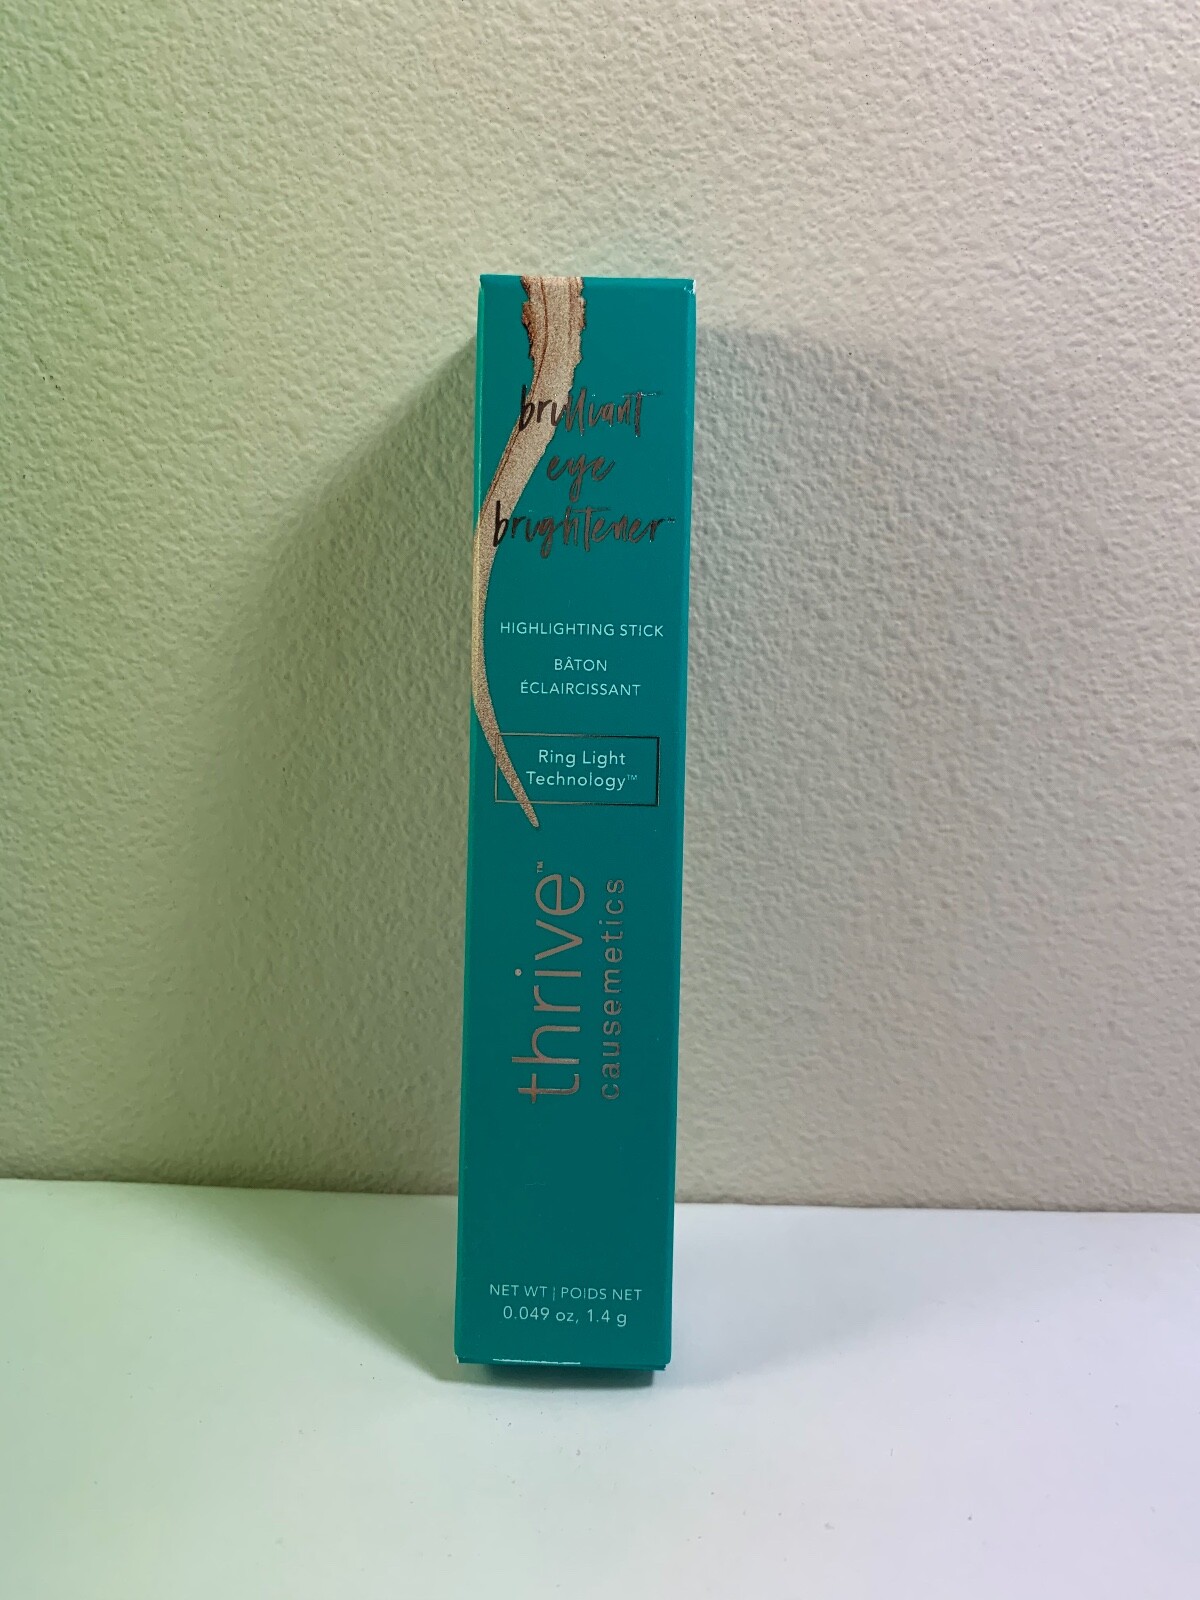 brilliant
eye
brightener™
HIGHLIGHTING STICK
BÂTON
ÉCLAIRCISSANT
Ring Light
Technology™
thrive™
causemetics
NET WT | POIDS NET
0.049 oz, 1.4 g